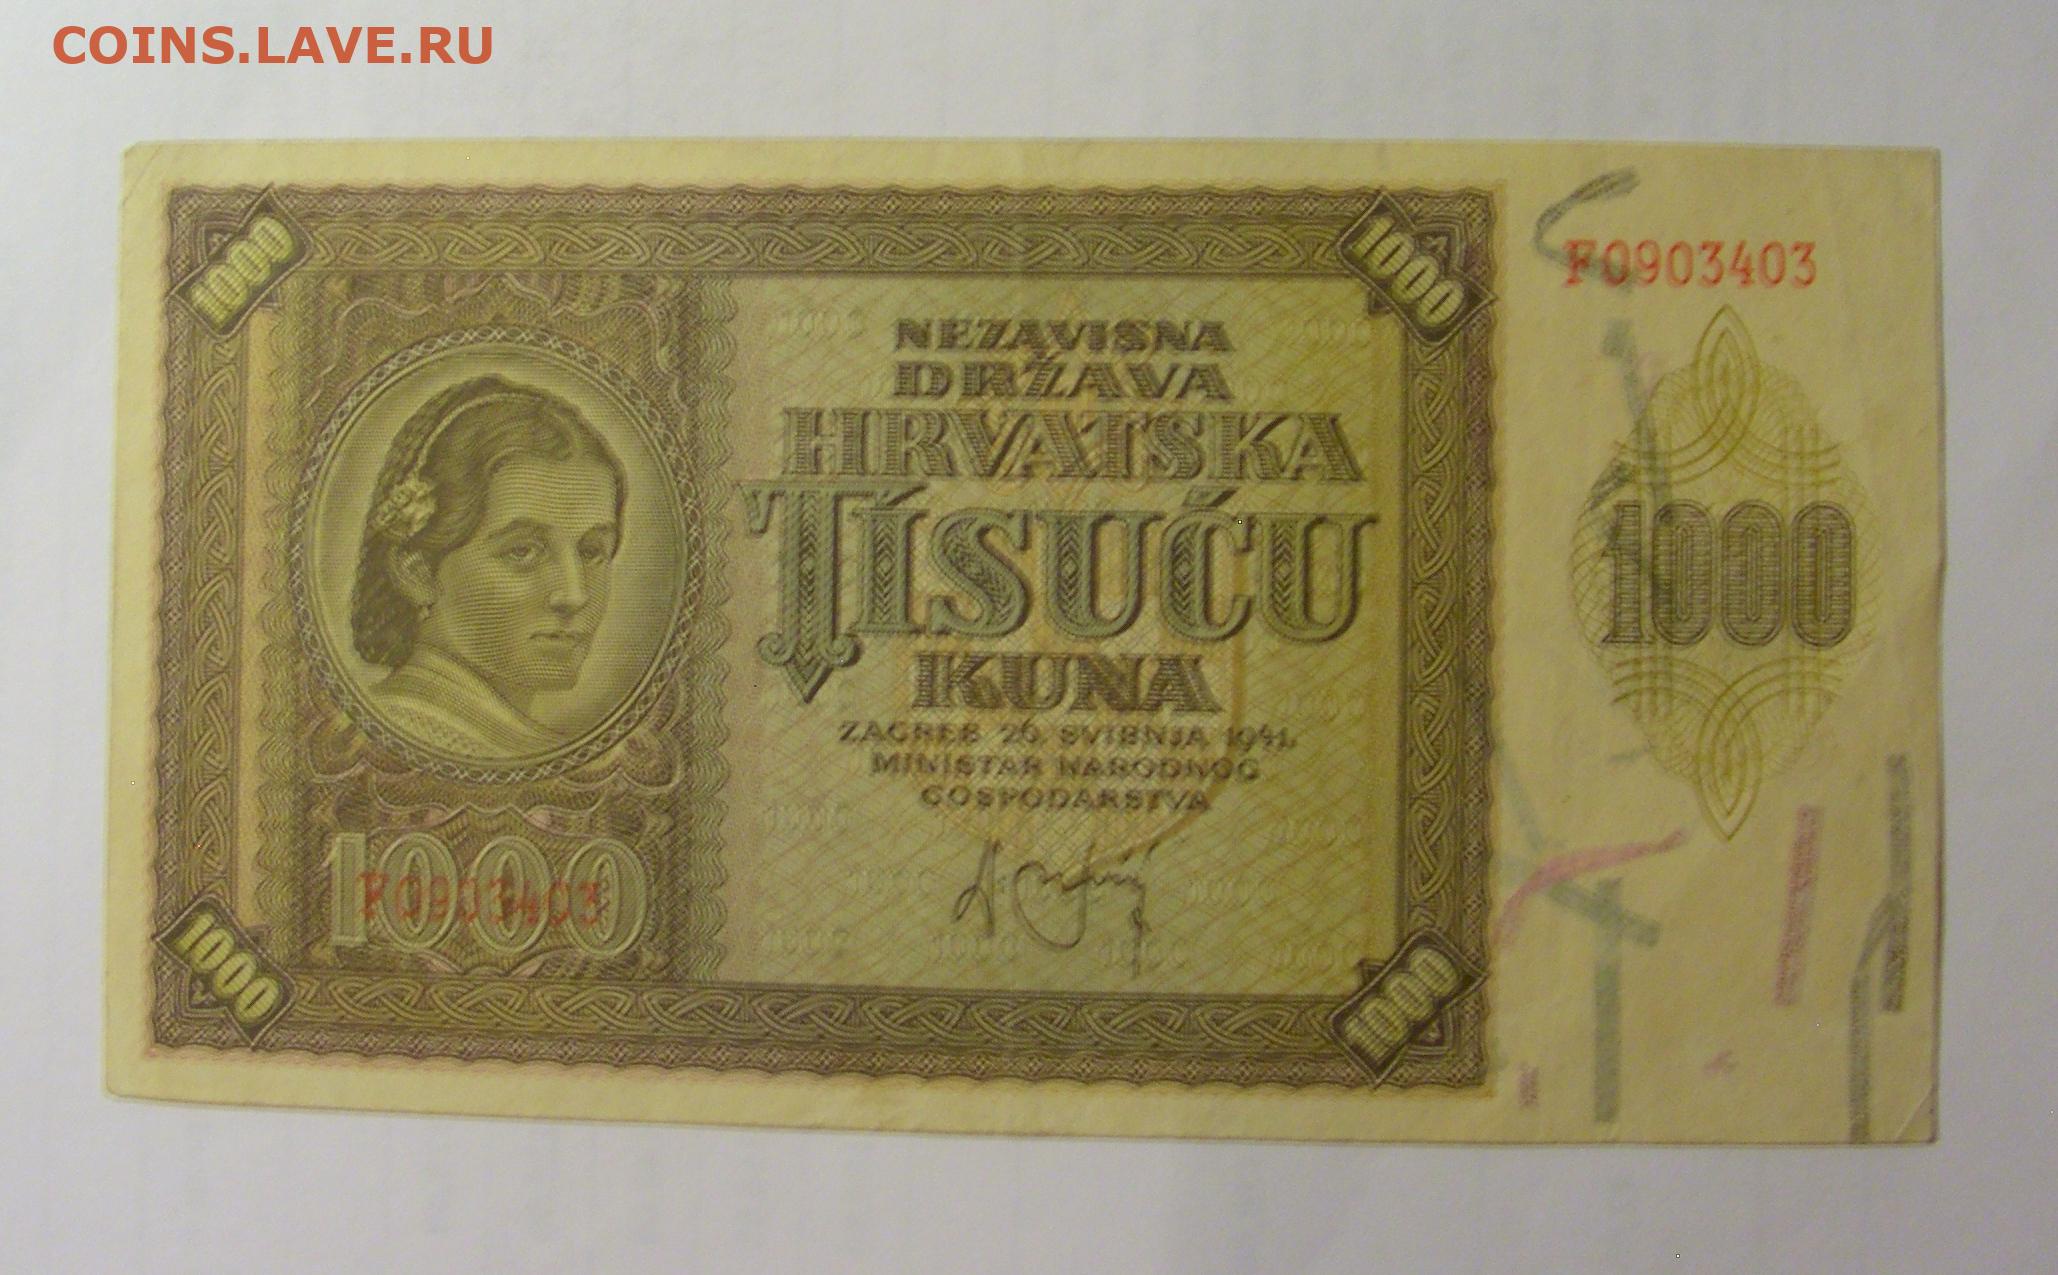 COINS.LAVE.RU
1000
1000
F0903403
NEZAVISNA
DRŽAVA
HRVATSKA
TISUĆU
KUNA
ZAGREB 26. SVIBNJA 1941.
MINISTAR NARODNOG
GOSPODARSTVA
1000
1000
F0903403
1000
1000